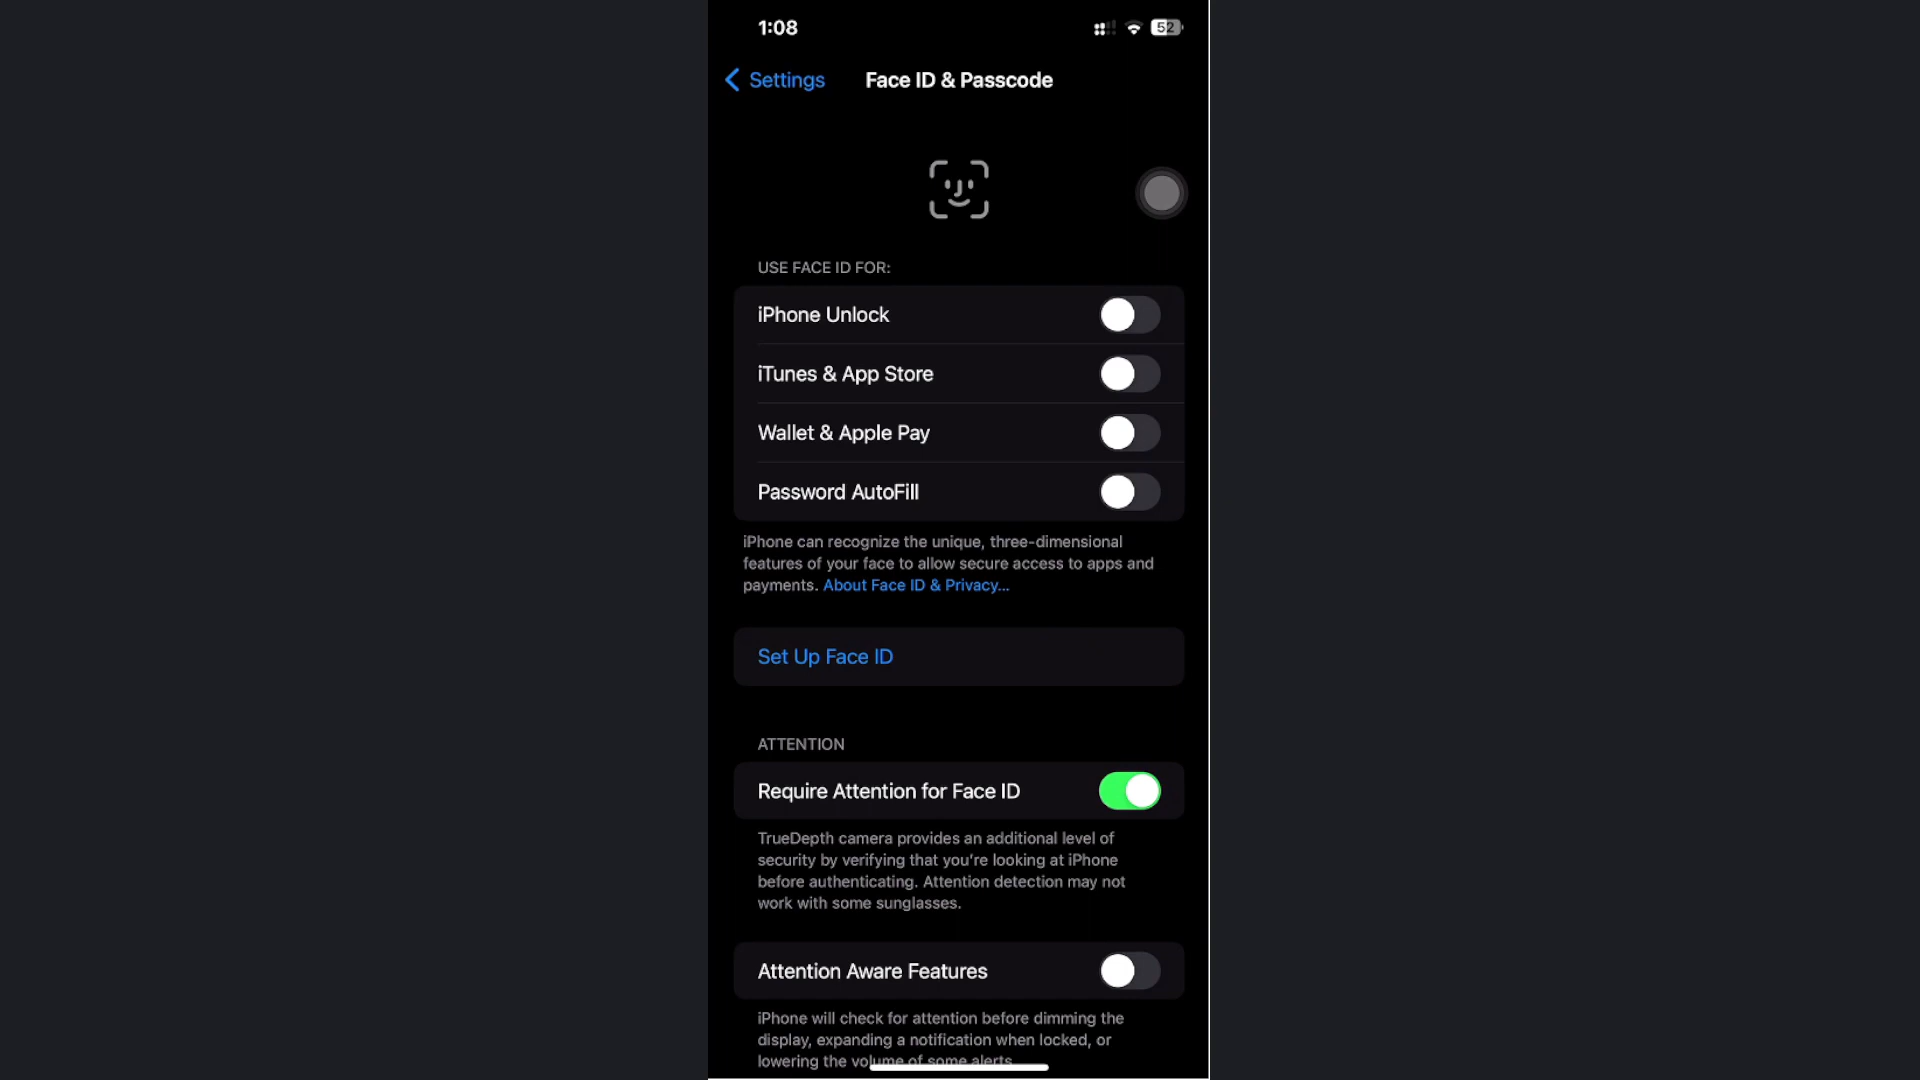 1:08
52
Settings
Face ID & Passcode
USE FACE ID FOR:
iPhone Unlock
iTunes & App Store
Wallet & Apple Pay
Password AutoFill
iPhone can recognize the unique, three-dimensional
features of your face to allow secure access to apps and
payments. About Face ID & Privacy...
Set Up Face ID
ATTENTION
Require Attention for Face ID
TrueDepth camera provides an additional level of
security by verifying that you're looking at iPhone
before authenticating. Attention detection may not
work with some sunglasses.
Attention Aware Features
iPhone will check for attention before dimming the
display, expanding a notification when locked, or
lowering the volume of some alerts.